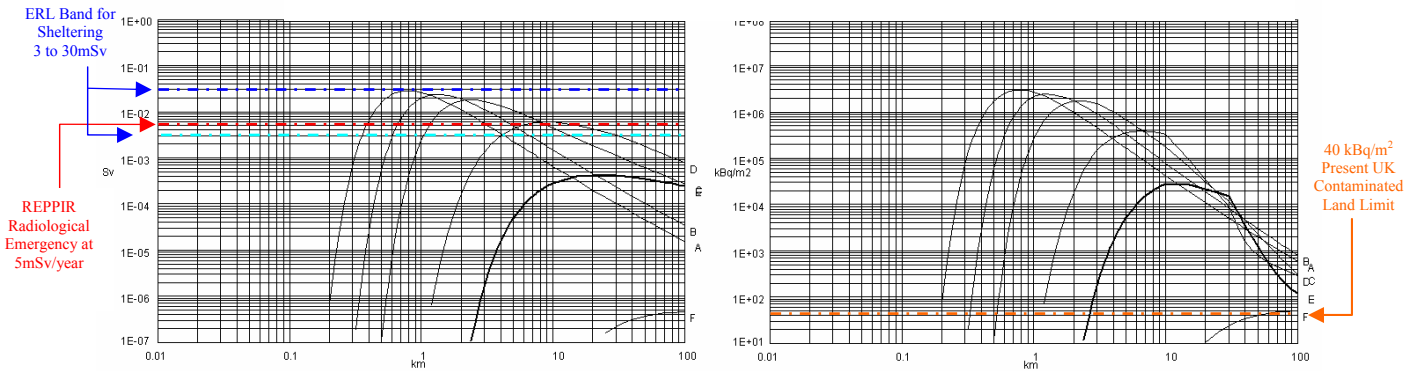 ERL Band for
Sheltering
3 to 30mSv
REPPIR
Radiological
Emergency at
5mSv/year
1E+00
1E-01
1E-02
1E-03
Sv
1E-04
1E-05
1E-06
1E-07
0.01
0.1
1
10
100
km
D
E
B
A
F
1E+08
1E+07
1E+06
1E+05
kBq/m2
1E+04
1E+03
1E+02
1E+01
0.01
0.1
1
10
100
km
B
A
D
C
E
F
40 kBq/m2
Present UK
Contaminated
Land Limit